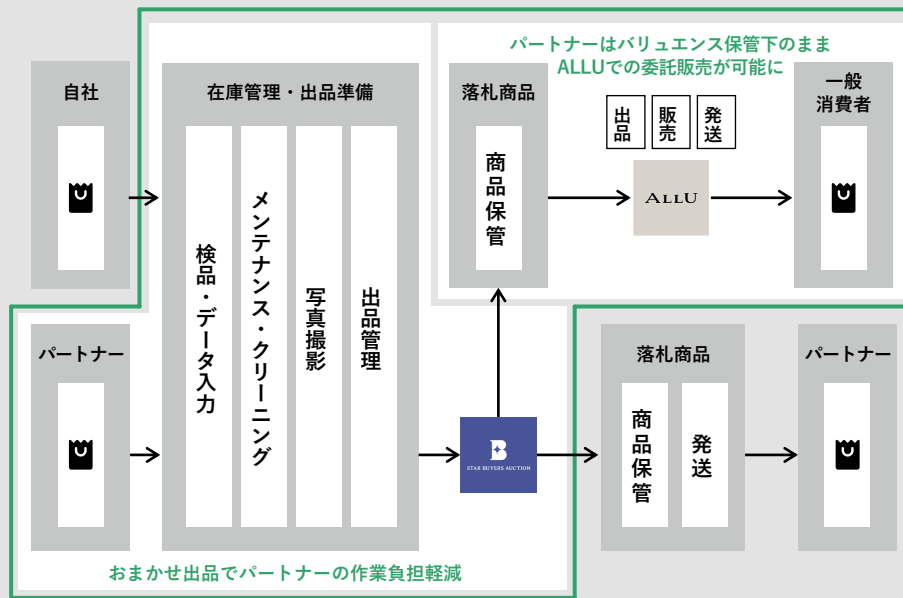 パートナーはバリュエンス保管下のまま
ALLUでの委託販売が可能に
自社
在庫管理・出品準備
検品・データ入力
メンテナンス・クリーニング
写真撮影
出品管理
パートナー
おまかせ出品でパートナーの作業負担軽減
B
STAR BUYERS AUCTION
落札商品
商品保管
出品
販売
発送
ALLU
一般
消費者
落札商品
商品保管
発送
パートナー